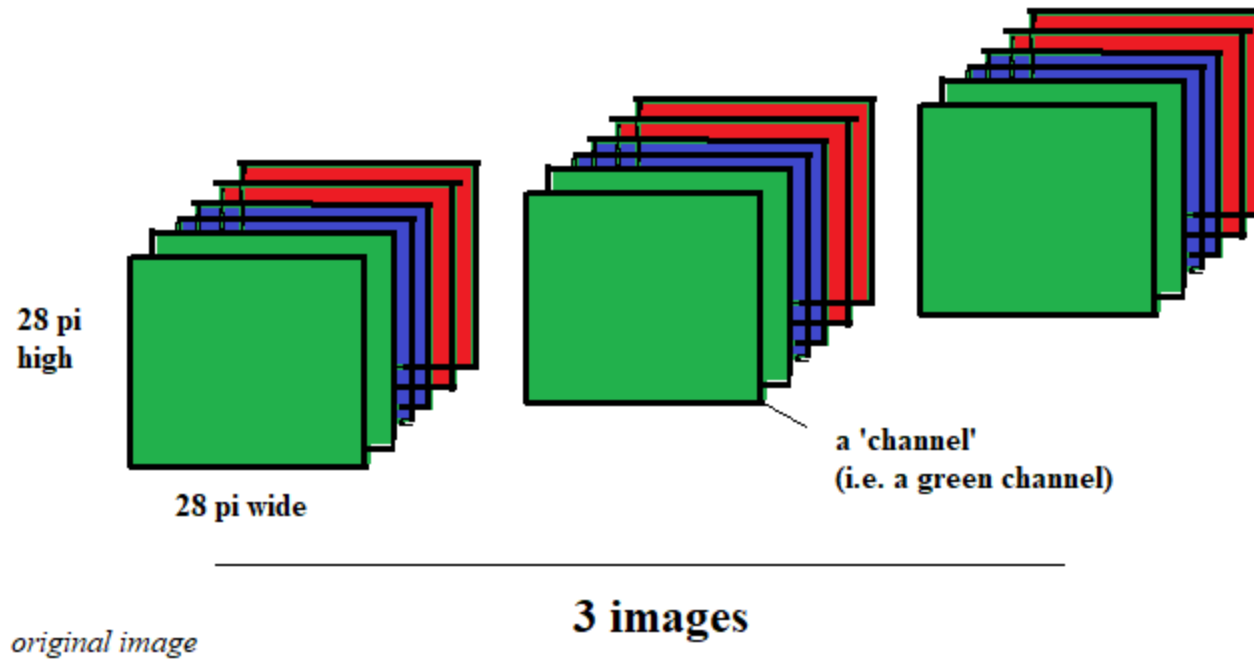 28 pi
high
28 pi wide
a 'channel'
(i.e. a green channel)
3 images
original image